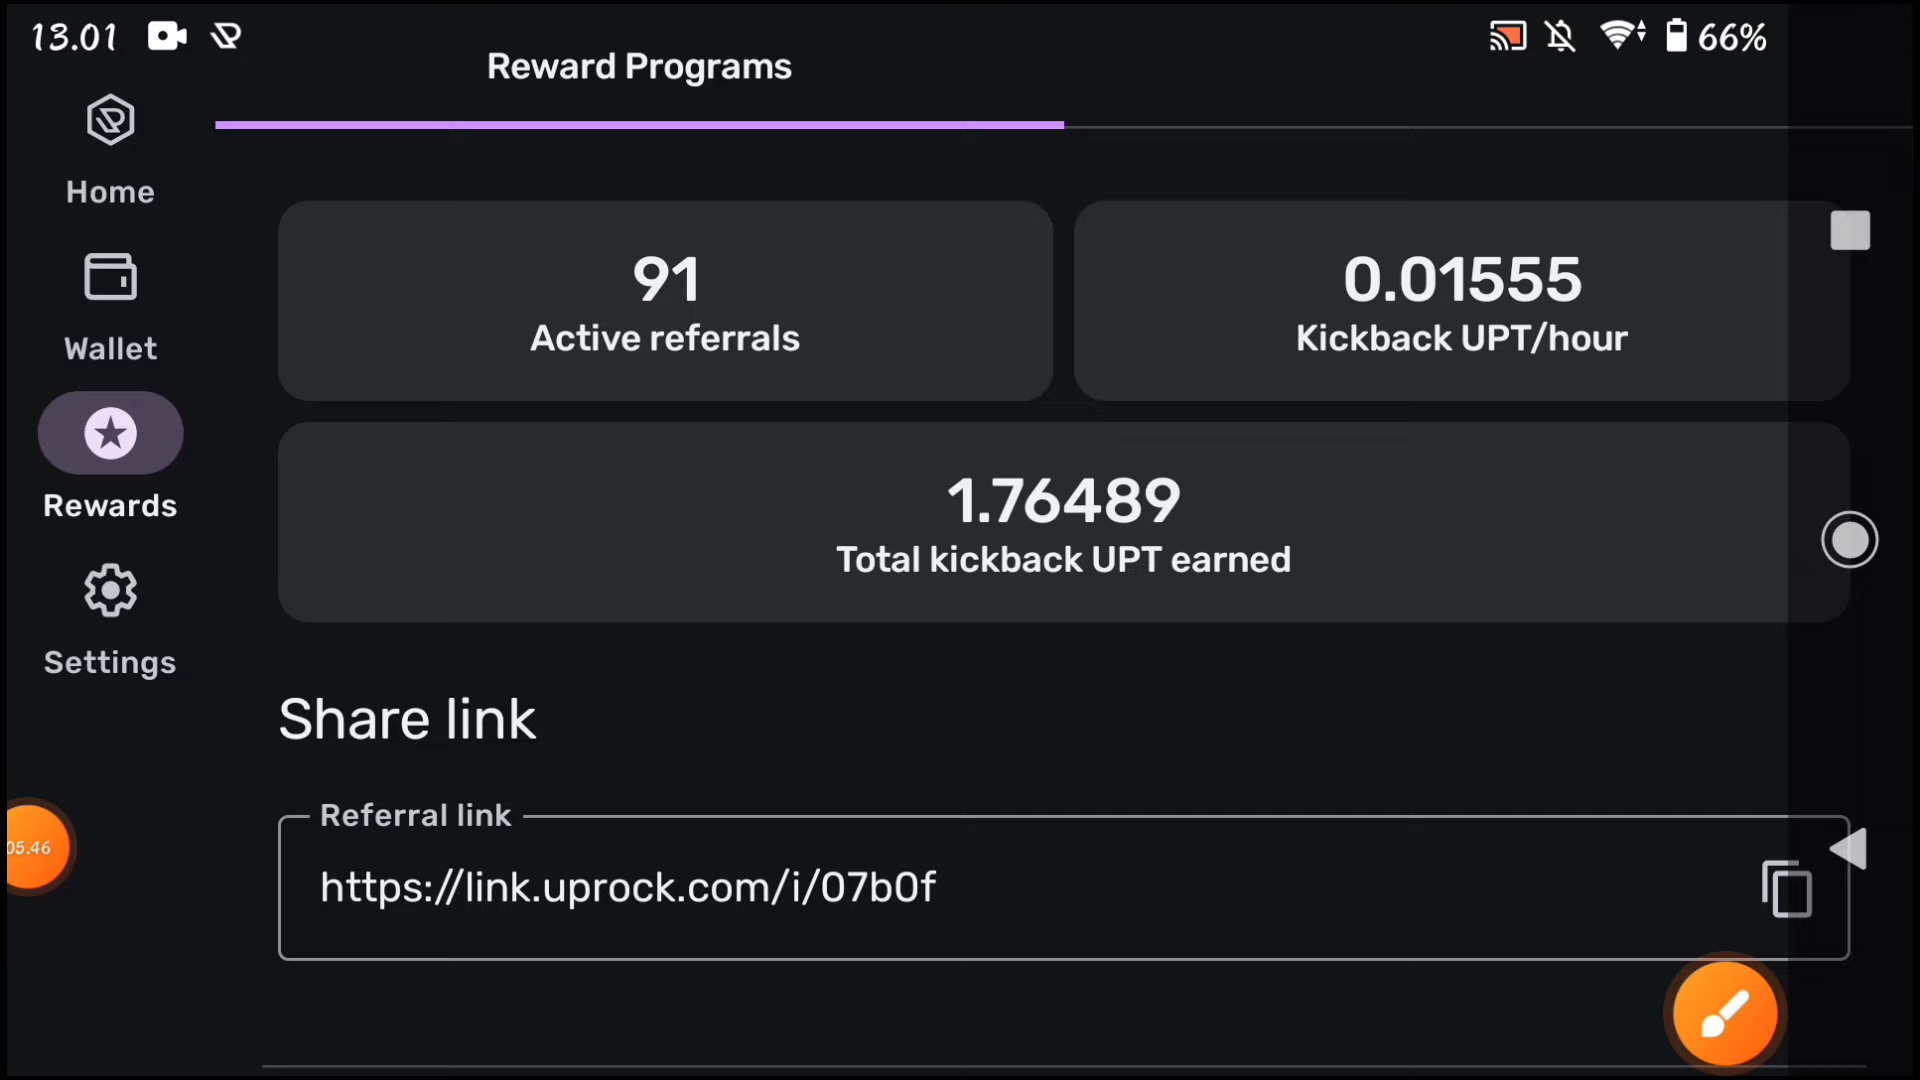 13.01
66%
Reward Programs
Home
Wallet
Rewards
Settings
91
Active referrals
0.01555
Kickback UPT/hour
1.76489
Total kickback UPT earned
Share link
Referral link
https://link.uprock.com/i/07b0f
05.46